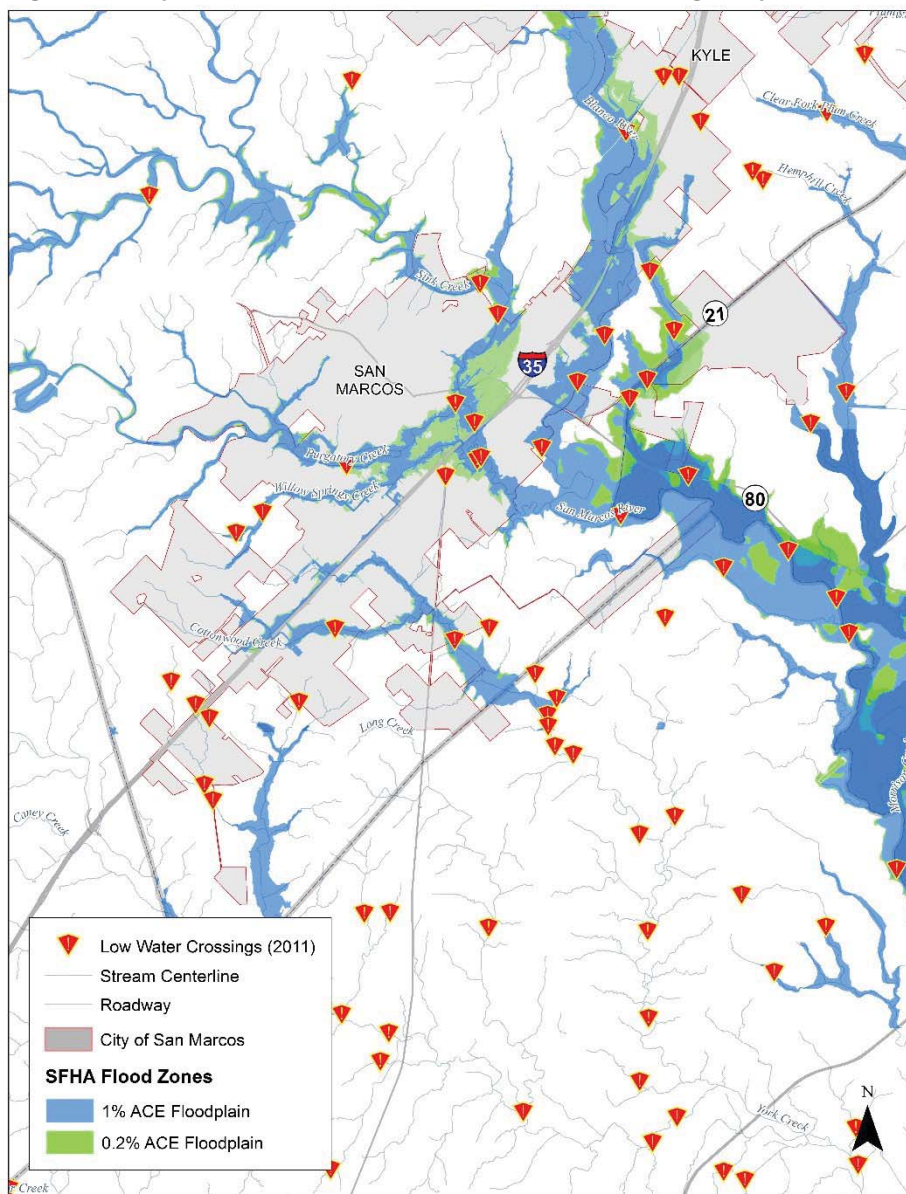 KYLE
Blanco River
Clear Fork Plum Creek
Hemphill Creek
Sink Creek
21
35
SAN
MARCOS
Purgatory Creek
Willow Springs Creek
San Marcos River
80
Cottonwood Creek
Long Creek
Caney Creek
York Creek
N
Low Water Crossings (2011)
Stream Centerline
Roadway
City of San Marcos
SFHA Flood Zones
1% ACE Floodplain
0.2% ACE Floodplain